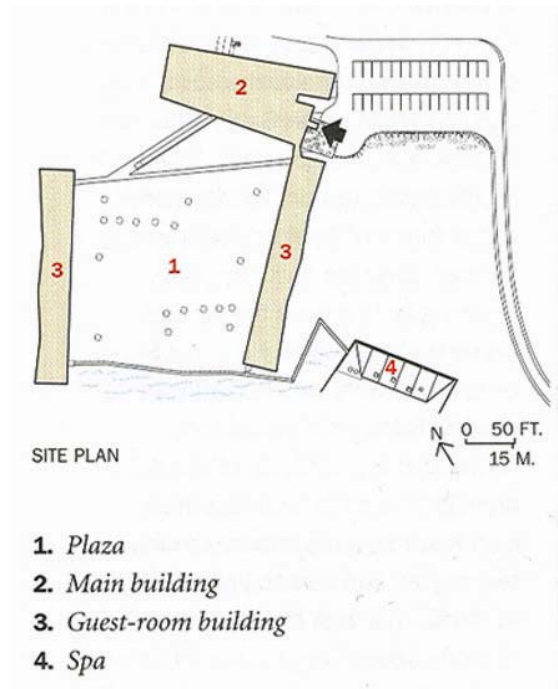 2
3
3
1
4
N
0 50 FT.
15 M.
SITE PLAN
1. Plaza
2. Main building
3. Guest-room building
4. Spa